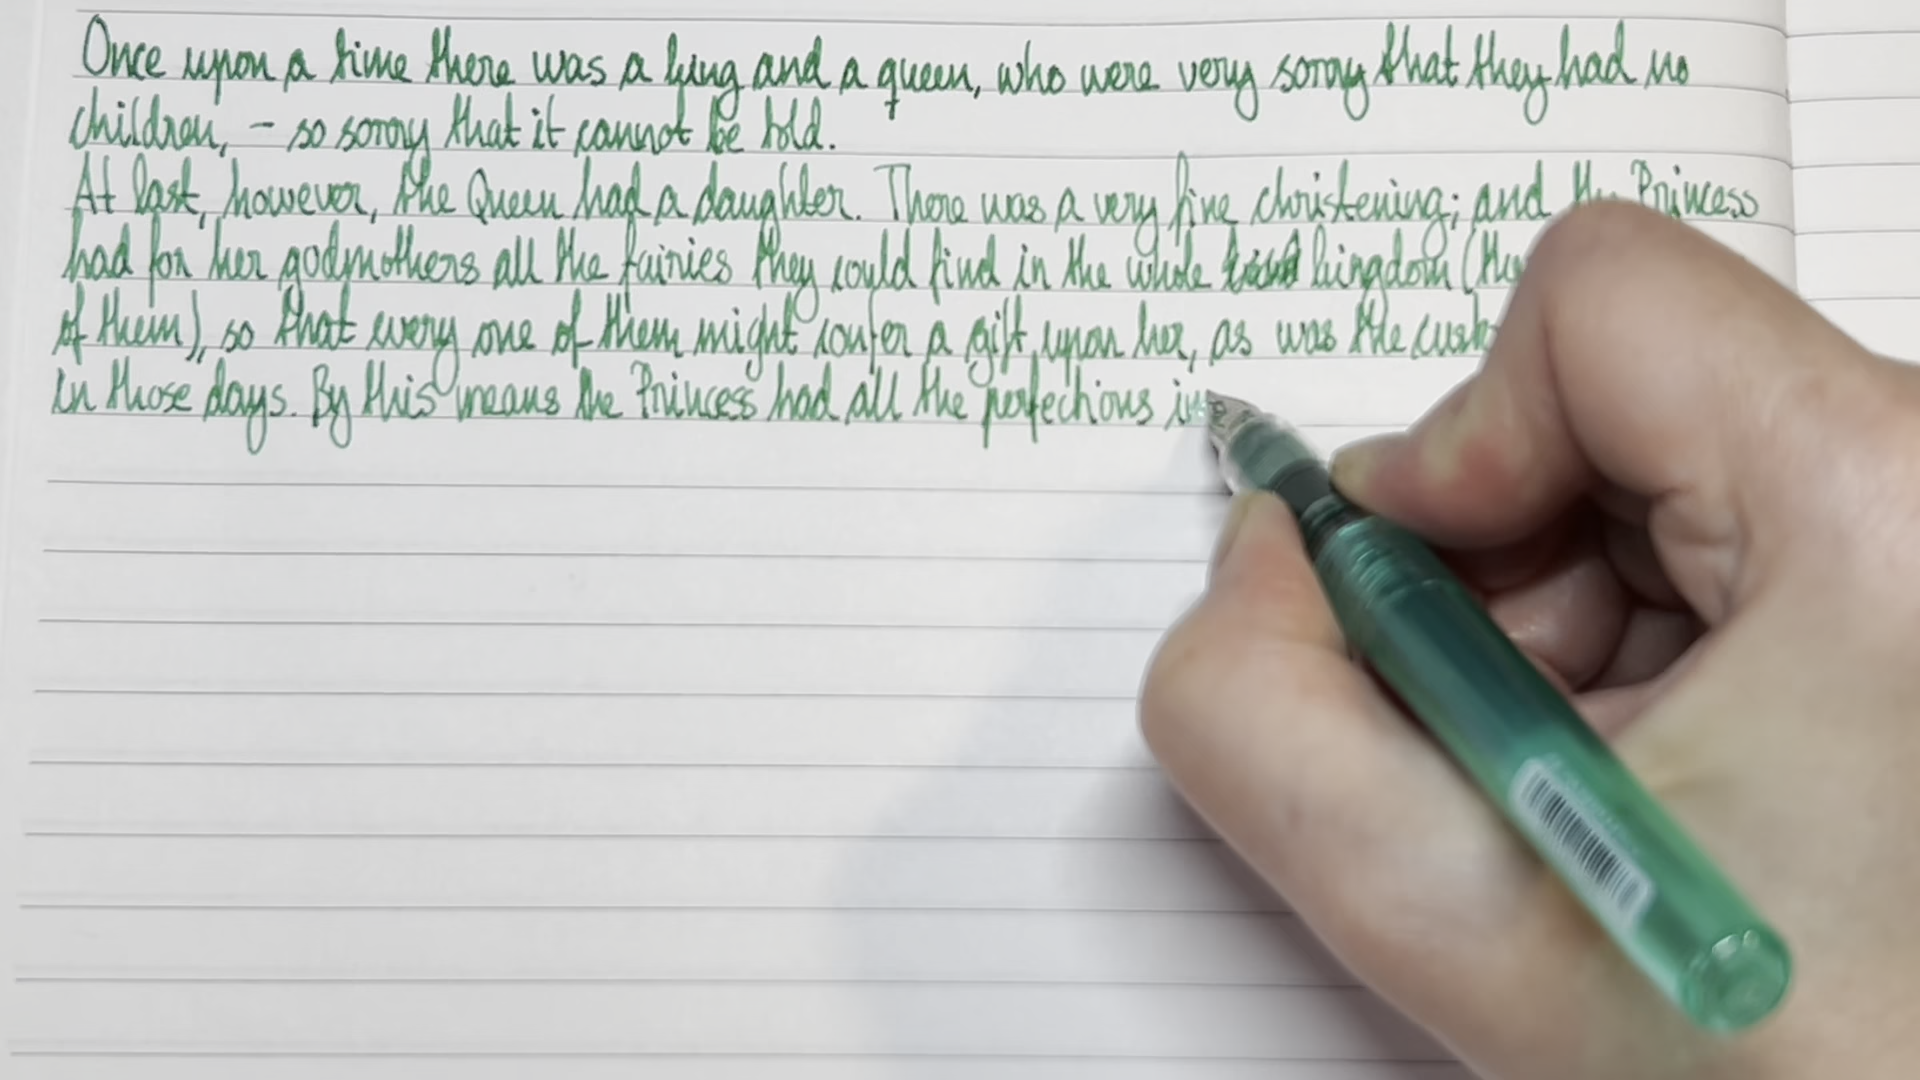 Once upon a time there was a king and a queen, who were very sorry that they had no
children, – so sorry that it cannot be told.
At last, however, the Queen had a daughter. There was a very fine christening; and the Princess
had for her godmothers all the fairies they could find in the whole kingdom (
of them), so that every one of them might confer a gift upon her, as was the
in those days. By this means the Princess had all the perfections